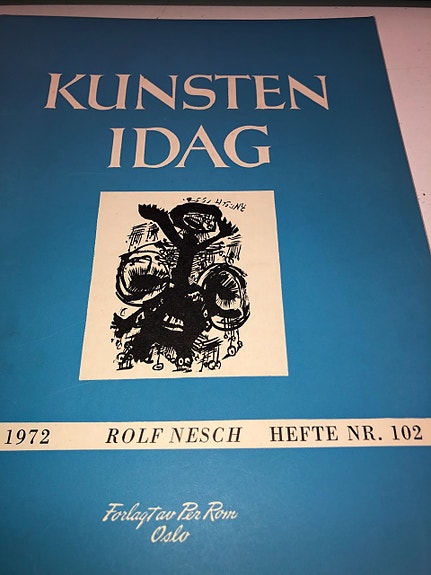 KUNSTEN
IDAG
1972 ROLF NESCH HEFTE NR. 102
Forlagt av Per Rom
Oslo